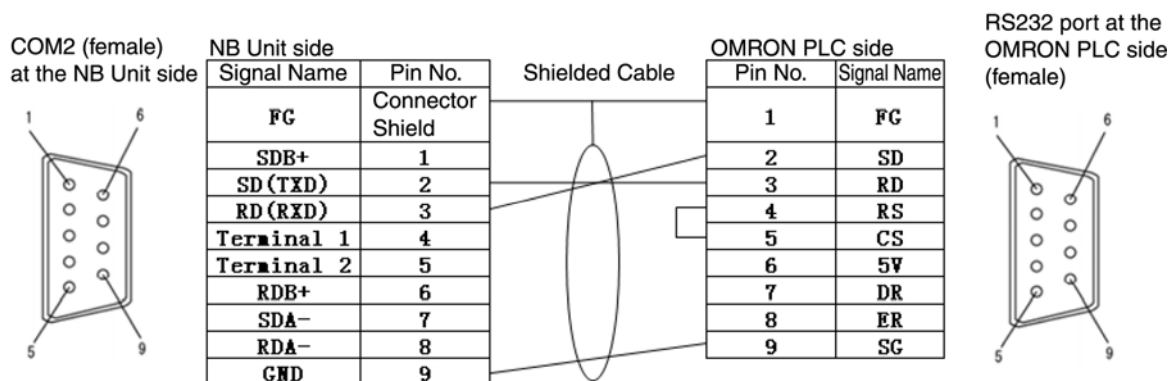 COM2 (female)
at the NB Unit side
1
6
5
9
NB Unit side
Signal Name Pin No.
FG Connector
Shield
SDB+ 1
SD(TXD) 2
RD(RXD) 3
Terminal 1 4
Terminal 2 5
RDB+ 6
SDA- 7
RDA- 8
GND 9
Shielded Cable
OMRON PLC side
Pin No. Signal Name
1 FG
2 SD
3 RD
4 RS
5 CS
6 5V
7 DR
8 ER
9 SG
RS232 port at the
OMRON PLC side
(female)
1
6
5
9